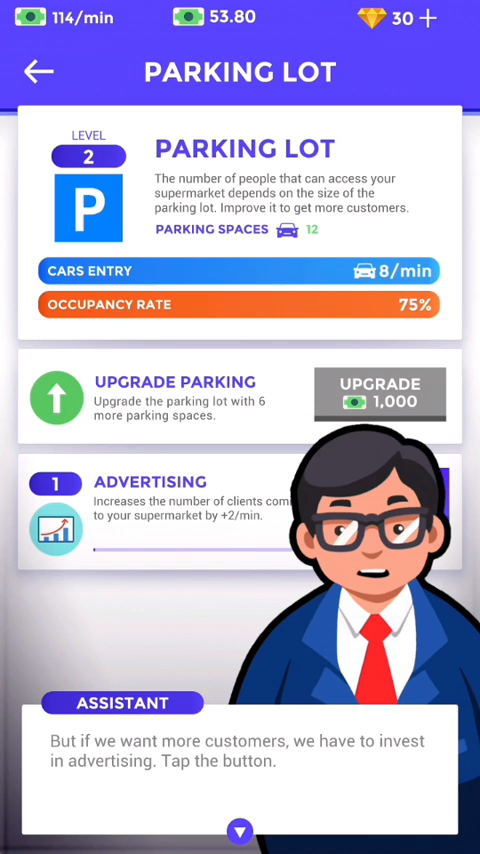 114/min
53.80
30
PARKING LOT
LEVEL
2
P
PARKING LOT
The number of people that can access your
supermarket depends on the size of the
parking lot. Improve it to get more customers.
PARKING SPACES 12
CARS ENTRY 8/min
OCCUPANCY RATE 75%
UPGRADE PARKING
Upgrade the parking lot with 6
more parking spaces.
UPGRADE
1,000
1
ADVERTISING
Increases the number of clients
to your supermarket by +2/min.
ASSISTANT
But if we want more customers, we have to invest
in advertising. Tap the button.